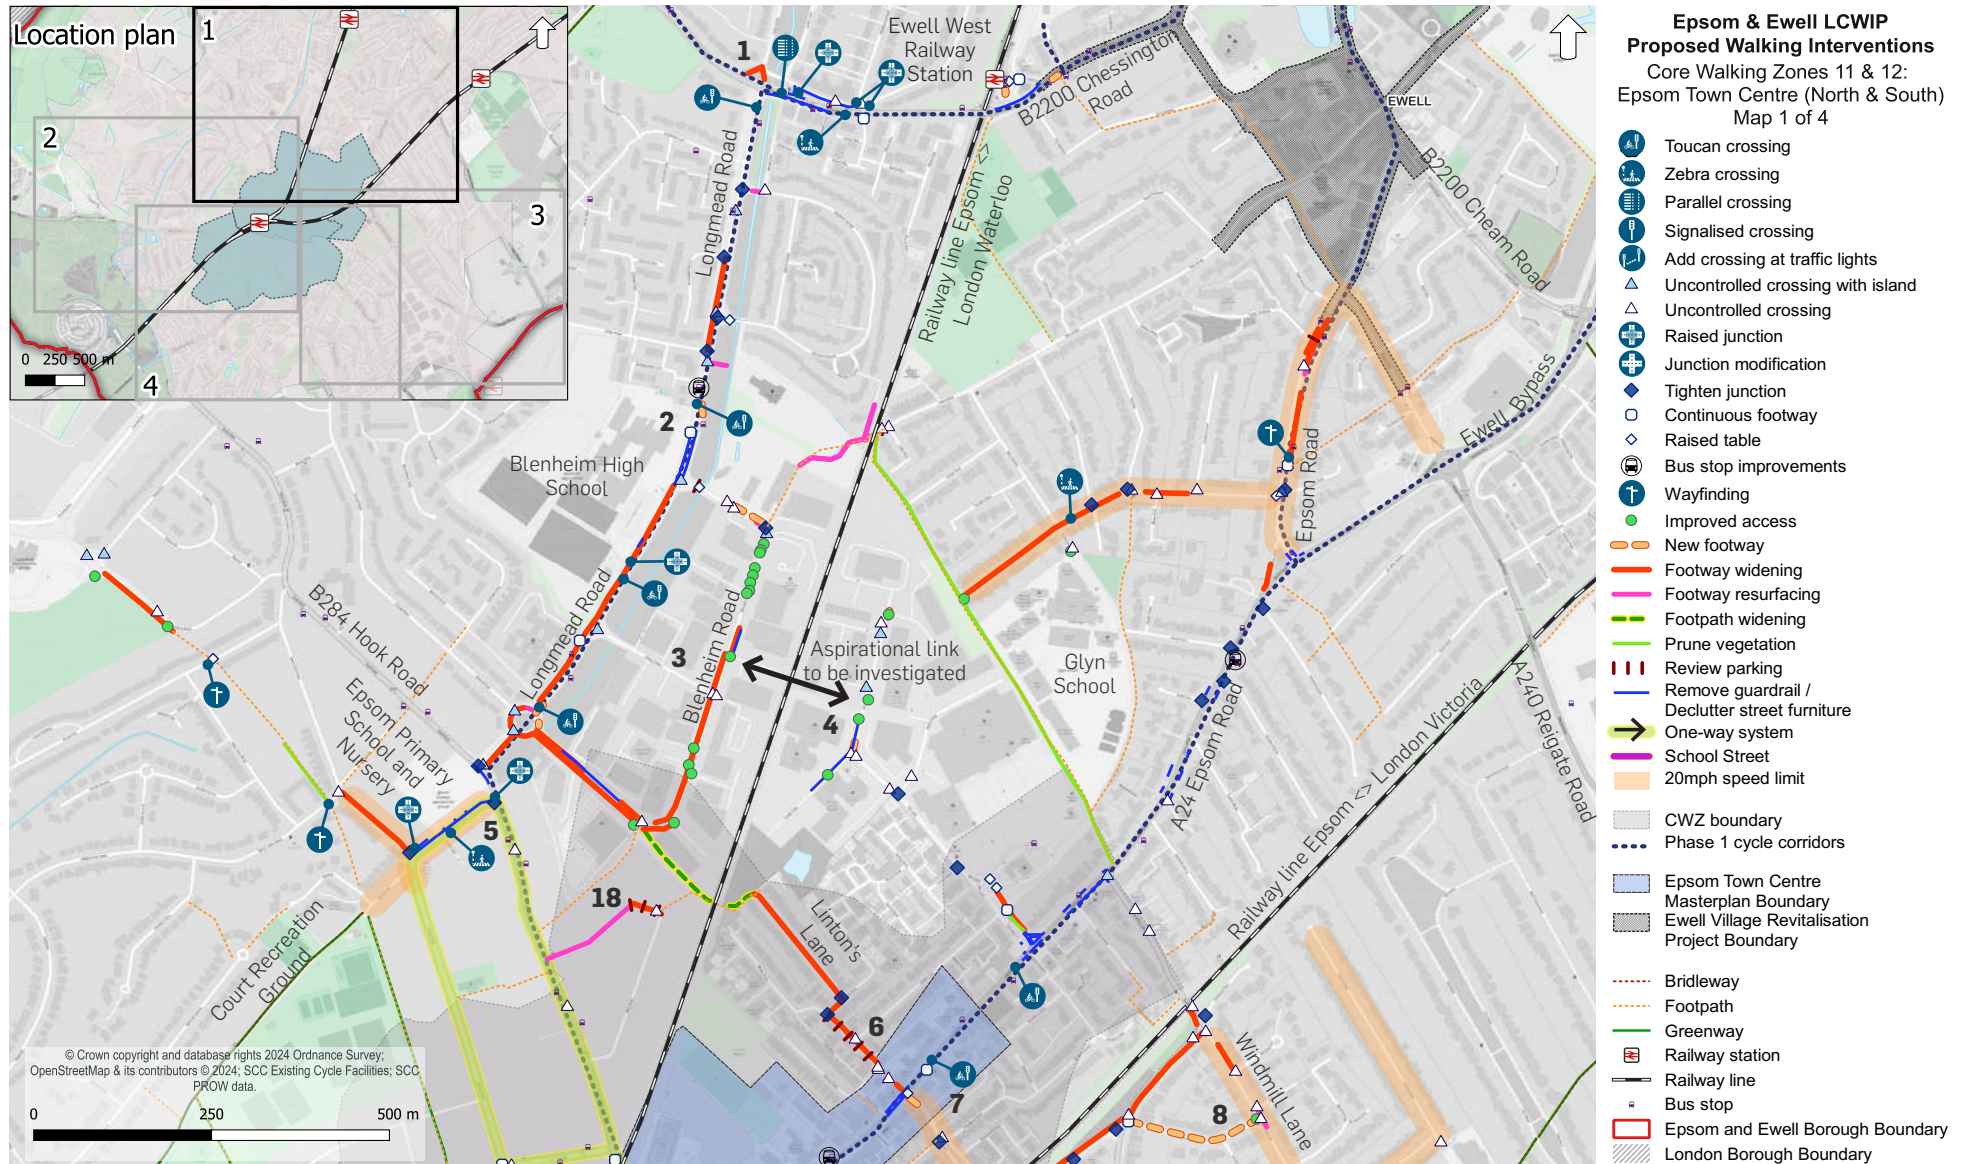 Location plan
1
2
3
4
0 250 500 m
1
Ewell West
Railway
Station
B2200 Chessington
Road
EWELL
B2200 Cheam Road
Longmead Road
Railway line Epsom <>
London Waterloo
2
Blenheim High
School
Ewell Bypass
Epsom Road
B284 Hook Road
Longmead Road
Blenheim Road
3
Aspirational link
to be investigated
4
Glyn
School
Epsom Primary
School and
Nursery
5
A24 Epsom Road
Railway line Epsom <> London Victoria
A240 Reigate Road
18
Linton's
Lane
Court Recreation
Ground
6
7
8
Windmill Lane
© Crown copyright and database rights 2024 Ordnance Survey;
OpenStreetMap & its contributors © 2024; SCC Existing Cycle Facilities; SCC
PROW data.
0 250 500 m
Epsom & Ewell LCWIP
Proposed Walking Interventions
Core Walking Zones 11 & 12:
Epsom Town Centre (North & South)
Map 1 of 4
Toucan crossing
Zebra crossing
Parallel crossing
Signalised crossing
Add crossing at traffic lights
Uncontrolled crossing with island
Uncontrolled crossing
Raised junction
Junction modification
Tighten junction
Continuous footway
Raised table
Bus stop improvements
Wayfinding
Improved access
New footway
Footway widening
Footway resurfacing
Footpath widening
Prune vegetation
Review parking
Remove guardrail /
Declutter street furniture
One-way system
School Street
20mph speed limit
CWZ boundary
Phase 1 cycle corridors
Epsom Town Centre
Masterplan Boundary
Ewell Village Revitalisation
Project Boundary
Bridleway
Footpath
Greenway
Railway station
Railway line
Bus stop
Epsom and Ewell Borough Boundary
London Borough Boundary